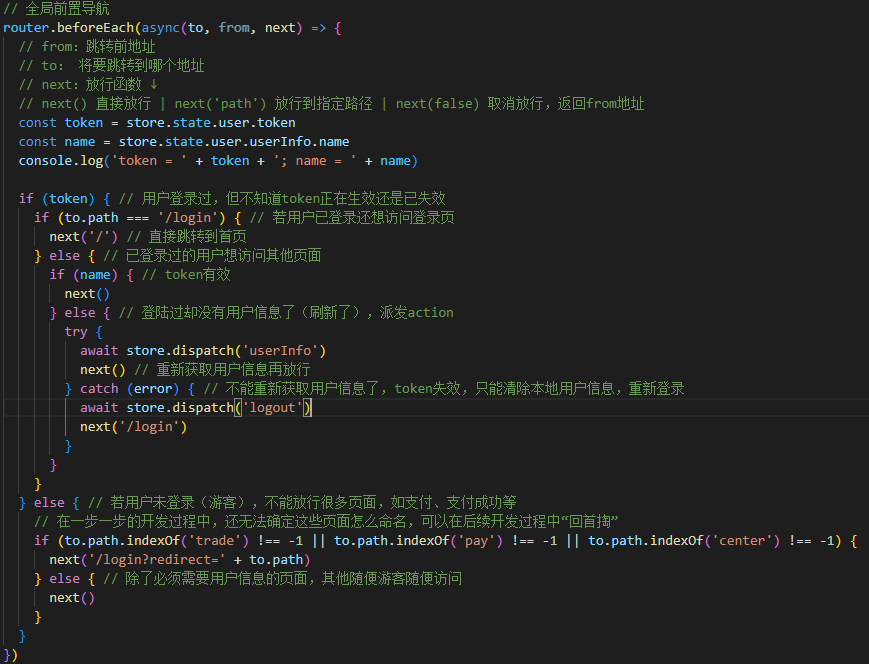 // 全局前置导航
router.beforeEach(async(to, from, next) => {
  // from：跳转前地址
  // to： 将要跳转到哪个地址
  // next：放行函数 ↓
  // next() 直接放行 | next('path') 放行到指定路径 | next(false) 取消放行，返回from地址
  const token = store.state.user.token
  const name = store.state.user.userInfo.name
  console.log('token = ' + token + '; name = ' + name)

  if (token) { // 用户登录过，但不知道token正在生效还是已失效
    if (to.path === '/login') { // 若用户已登录还想访问登录页
      next('/') // 直接跳转到首页
    } else { // 已登录过的用户想访问其他页面
      if (name) { // token有效
        next()
      } else { // 登陆过却没有用户信息了（刷新了），派发action
        try {
          await store.dispatch('userInfo')
          next() // 重新获取用户信息再放行
        } catch (error) { // 不能重新获取用户信息了，token失效，只能清除本地用户信息，重新登录
          await store.dispatch('logout')
          next('/login')
        }
      }
    }
  } else { // 若用户未登录（游客），不能放行很多页面，如支付、支付成功等
    // 在一步一步的开发过程中，还无法确定这些页面怎么命名，可以在后续开发过程中“回首掏”
    if (to.path.indexOf('trade') !== -1 || to.path.indexOf('pay') !== -1 || to.path.indexOf('center') !== -1) {
      next('/login?redirect=' + to.path)
    } else { // 除了必须需要用户信息的页面，其他随便游客随便访问
      next()
    }
  }
})